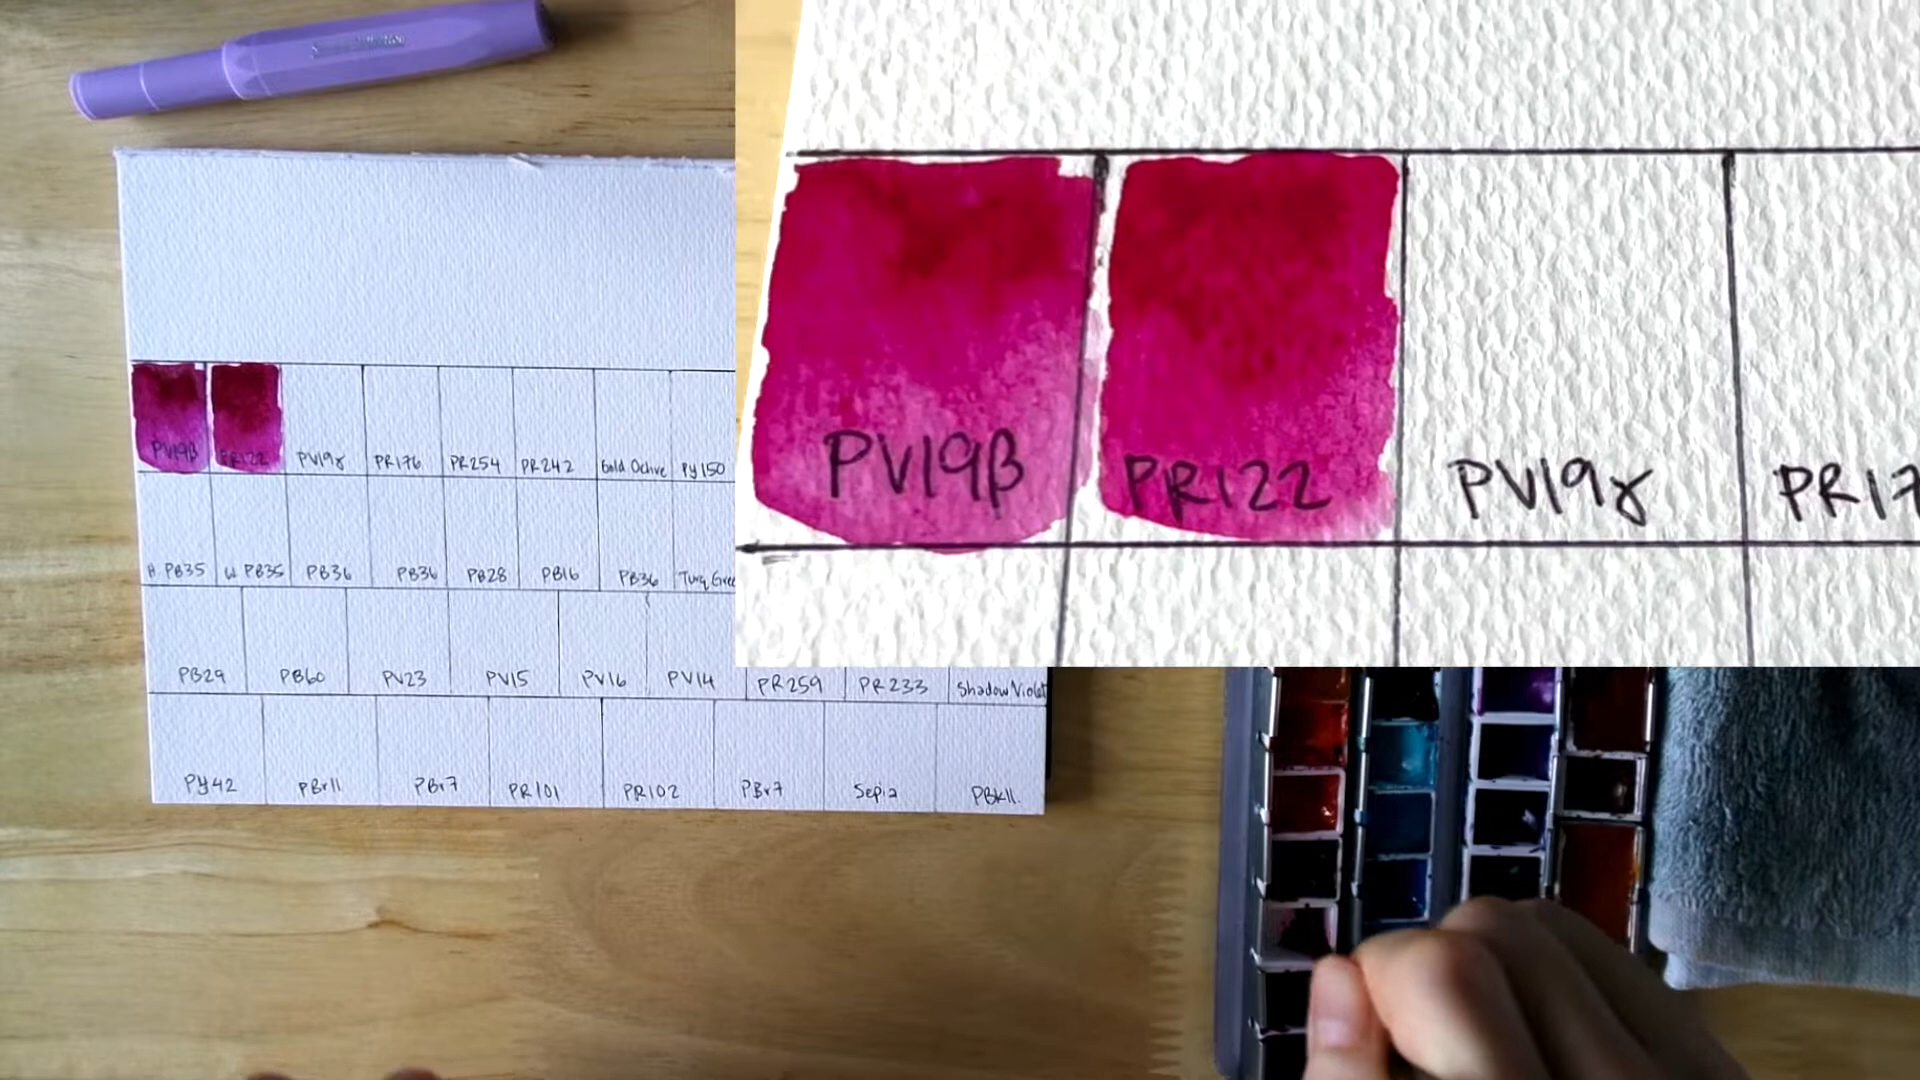 PV19β PR122 PV19γ PR176 PR254 PR242 Gold Ochre PY150
H PB35 W PB35 PB36 PB36 PB28 PB16 PB36 Turq Gree
PB29 PB60 PV23 PV15 PV16 PV14 PR259 PR233 Shadow Violet
PY42 PBr11 PBr7 PR101 PR102 PBr7 Sepia PBk11.
PV19β PR122 PV19γ PR17